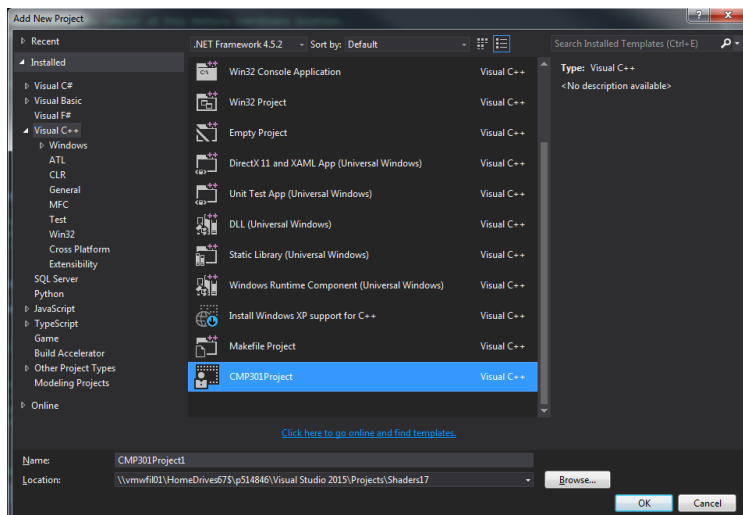 Add New Project
Recent
.NET Framework 4.5.2
Sort by: Default
Search Installed Templates (Ctrl+E)
Installed
Visual C#
Visual Basic
Visual F#
Visual C++
Windows
ATL
CLR
General
MFC
Test
Win32
Cross Platform
Extensibility
SQL Server
Python
JavaScript
TypeScript
Game
Build Accelerator
Other Project Types
Modeling Projects
Online
Win32 Console Application Visual C++
Win32 Project Visual C++
Empty Project Visual C++
DirectX 11 and XAML App (Universal Windows) Visual C++
Unit Test App (Universal Windows) Visual C++
DLL (Universal Windows) Visual C++
Static Library (Universal Windows) Visual C++
Windows Runtime Component (Universal Windows) Visual C++
Install Windows XP support for C++ Visual C++
Makefile Project Visual C++
CMP301Project Visual C++
Type: Visual C++
<No description available>
Click here to go online and find templates.
Name: CMP301Project1
Location: \\vmwfil01\HomeDrives67$\p514846\Visual Studio 2015\Projects\Shaders17
Browse...
OK Cancel